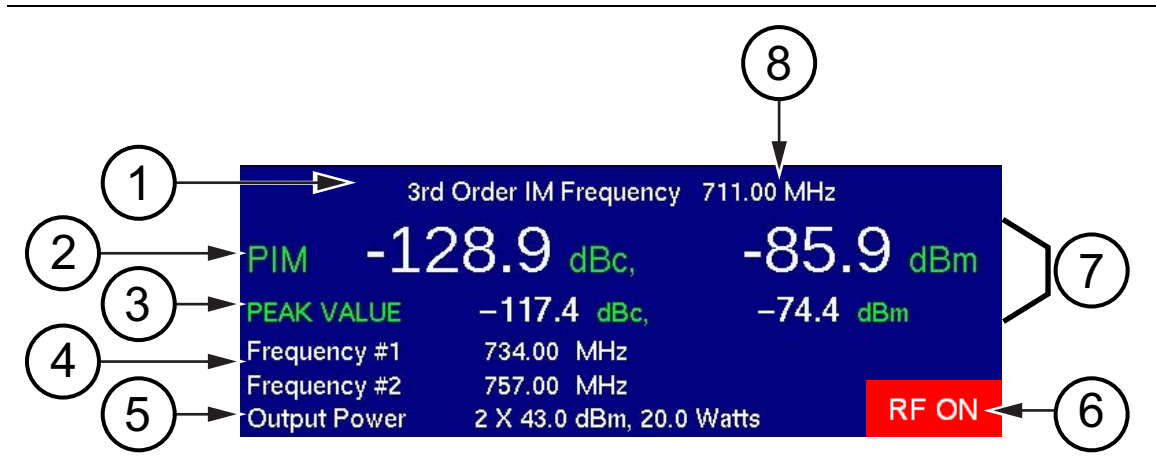 8
1
3rd Order IM Frequency 711.00 MHz
2
PIM -128.9 dBc, -85.9 dBm
7
3
PEAK VALUE -117.4 dBc, -74.4 dBm
4
Frequency #1 734.00 MHz
Frequency #2 757.00 MHz
5
Output Power 2 X 43.0 dBm, 20.0 Watts
RF ON
6